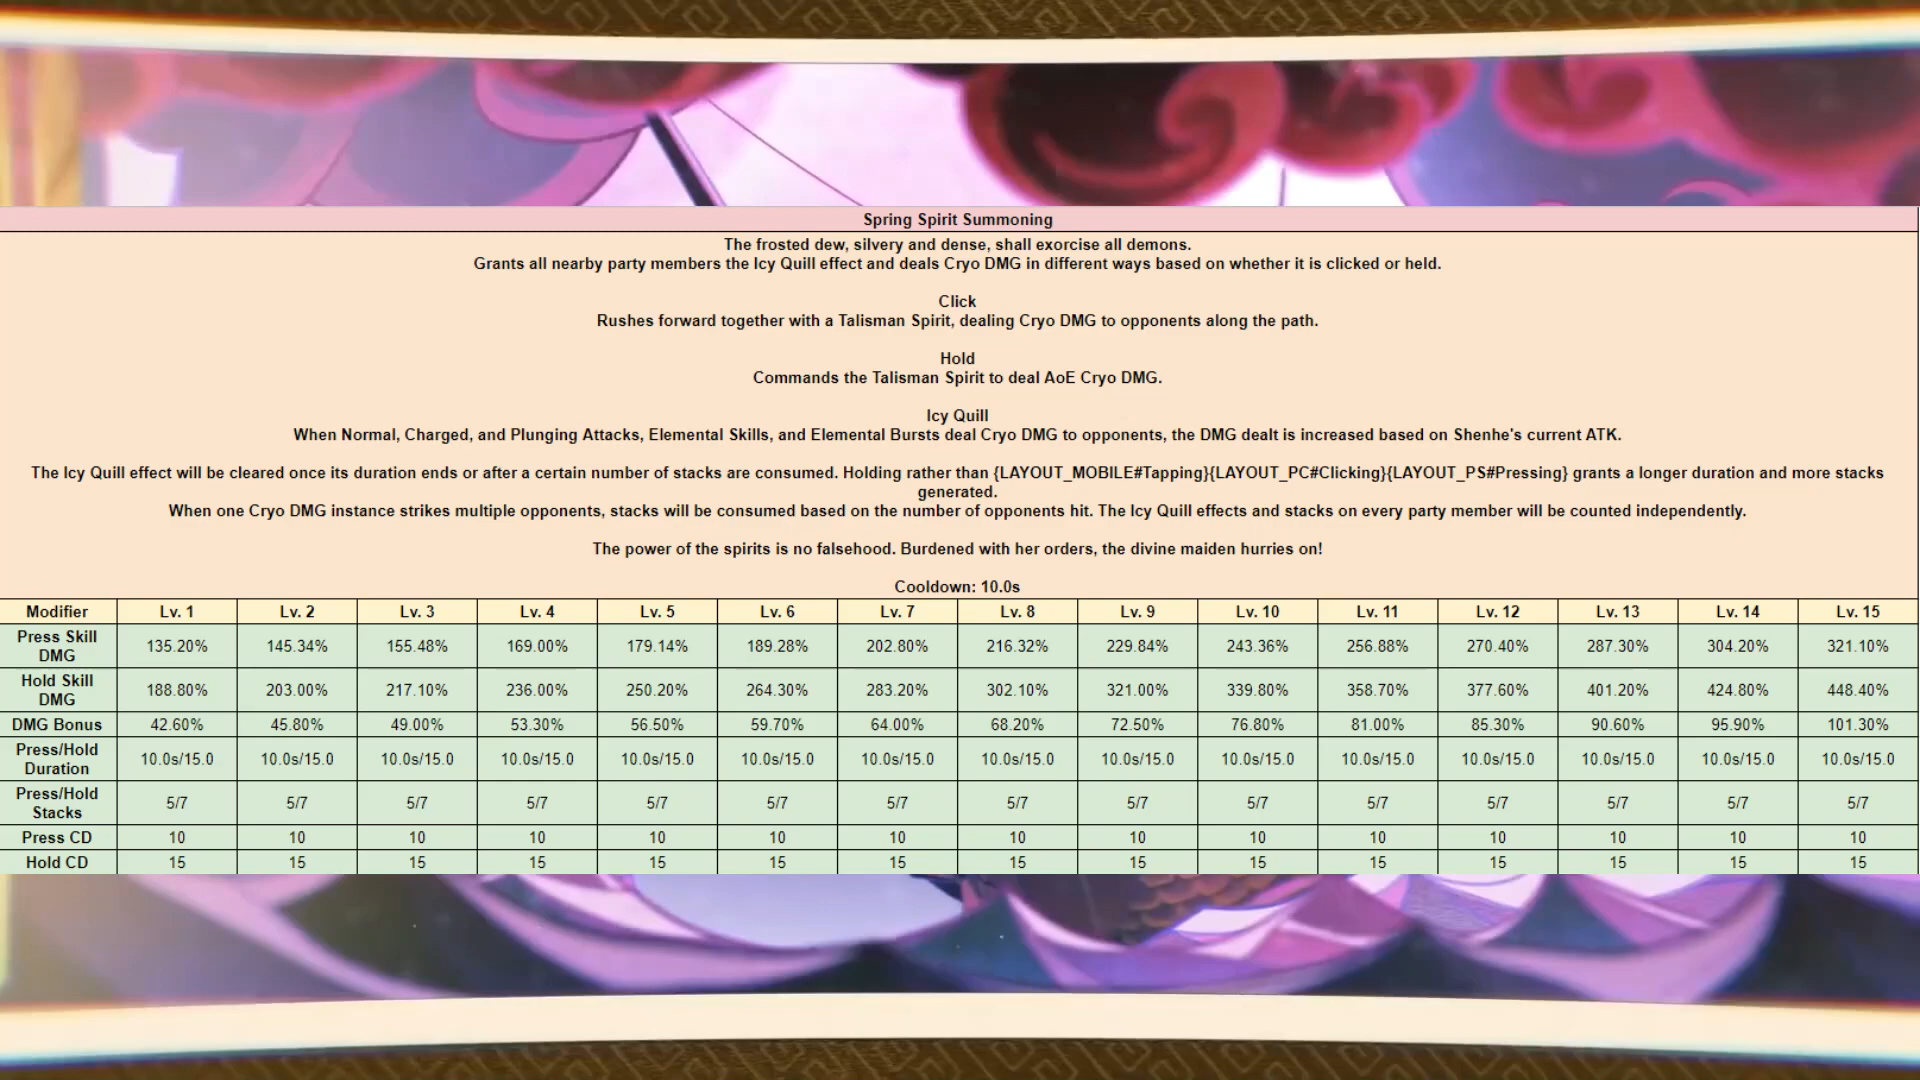 Spring Spirit Summoning
The frosted dew, silvery and dense, shall exorcise all demons.
Grants all nearby party members the Icy Quill effect and deals Cryo DMG in different ways based on whether it is clicked or held.
Click
Rushes forward together with a Talisman Spirit, dealing Cryo DMG to opponents along the path.
Hold
Commands the Talisman Spirit to deal AoE Cryo DMG.
Icy Quill
When Normal, Charged, and Plunging Attacks, Elemental Skills, and Elemental Bursts deal Cryo DMG to opponents, the DMG dealt is increased based on Shenhe's current ATK.
The Icy Quill effect will be cleared once its duration ends or after a certain number of stacks are consumed. Holding rather than {LAYOUT_MOBILE#Tapping}{LAYOUT_PC#Clicking}{LAYOUT_PS#Pressing} grants a longer duration and more stacks
generated.
When one Cryo DMG instance strikes multiple opponents, stacks will be consumed based on the number of opponents hit. The Icy Quill effects and stacks on every party member will be counted independently.
The power of the spirits is no falsehood. Burdened with her orders, the divine maiden hurries on!
Cooldown: 10.0s
Modifier Lv. 1 Lv. 2 Lv. 3 Lv. 4 Lv. 5 Lv. 6 Lv. 7 Lv. 8 Lv. 9 Lv. 10 Lv. 11 Lv. 12 Lv. 13 Lv. 14 Lv. 15
Press Skill
DMG 135.20% 145.34% 155.48% 169.00% 179.14% 189.28% 202.80% 216.32% 229.84% 243.36% 256.88% 270.40% 287.30% 304.20% 321.10%
Hold Skill
DMG 188.80% 203.00% 217.10% 236.00% 250.20% 264.30% 283.20% 302.10% 321.00% 339.80% 358.70% 377.60% 401.20% 424.80% 448.40%
DMG Bonus 42.60% 45.80% 49.00% 53.30% 56.50% 59.70% 64.00% 68.20% 72.50% 76.80% 81.00% 85.30% 90.60% 95.90% 101.30%
Press/Hold
Duration 10.0s/15.0 10.0s/15.0 10.0s/15.0 10.0s/15.0 10.0s/15.0 10.0s/15.0 10.0s/15.0 10.0s/15.0 10.0s/15.0 10.0s/15.0 10.0s/15.0 10.0s/15.0 10.0s/15.0 10.0s/15.0 10.0s/15.0
Press/Hold
Stacks 5/7 5/7 5/7 5/7 5/7 5/7 5/7 5/7 5/7 5/7 5/7 5/7 5/7 5/7 5/7
Press CD 10 10 10 10 10 10 10 10 10 10 10 10 10 10 10
Hold CD 15 15 15 15 15 15 15 15 15 15 15 15 15 15 15